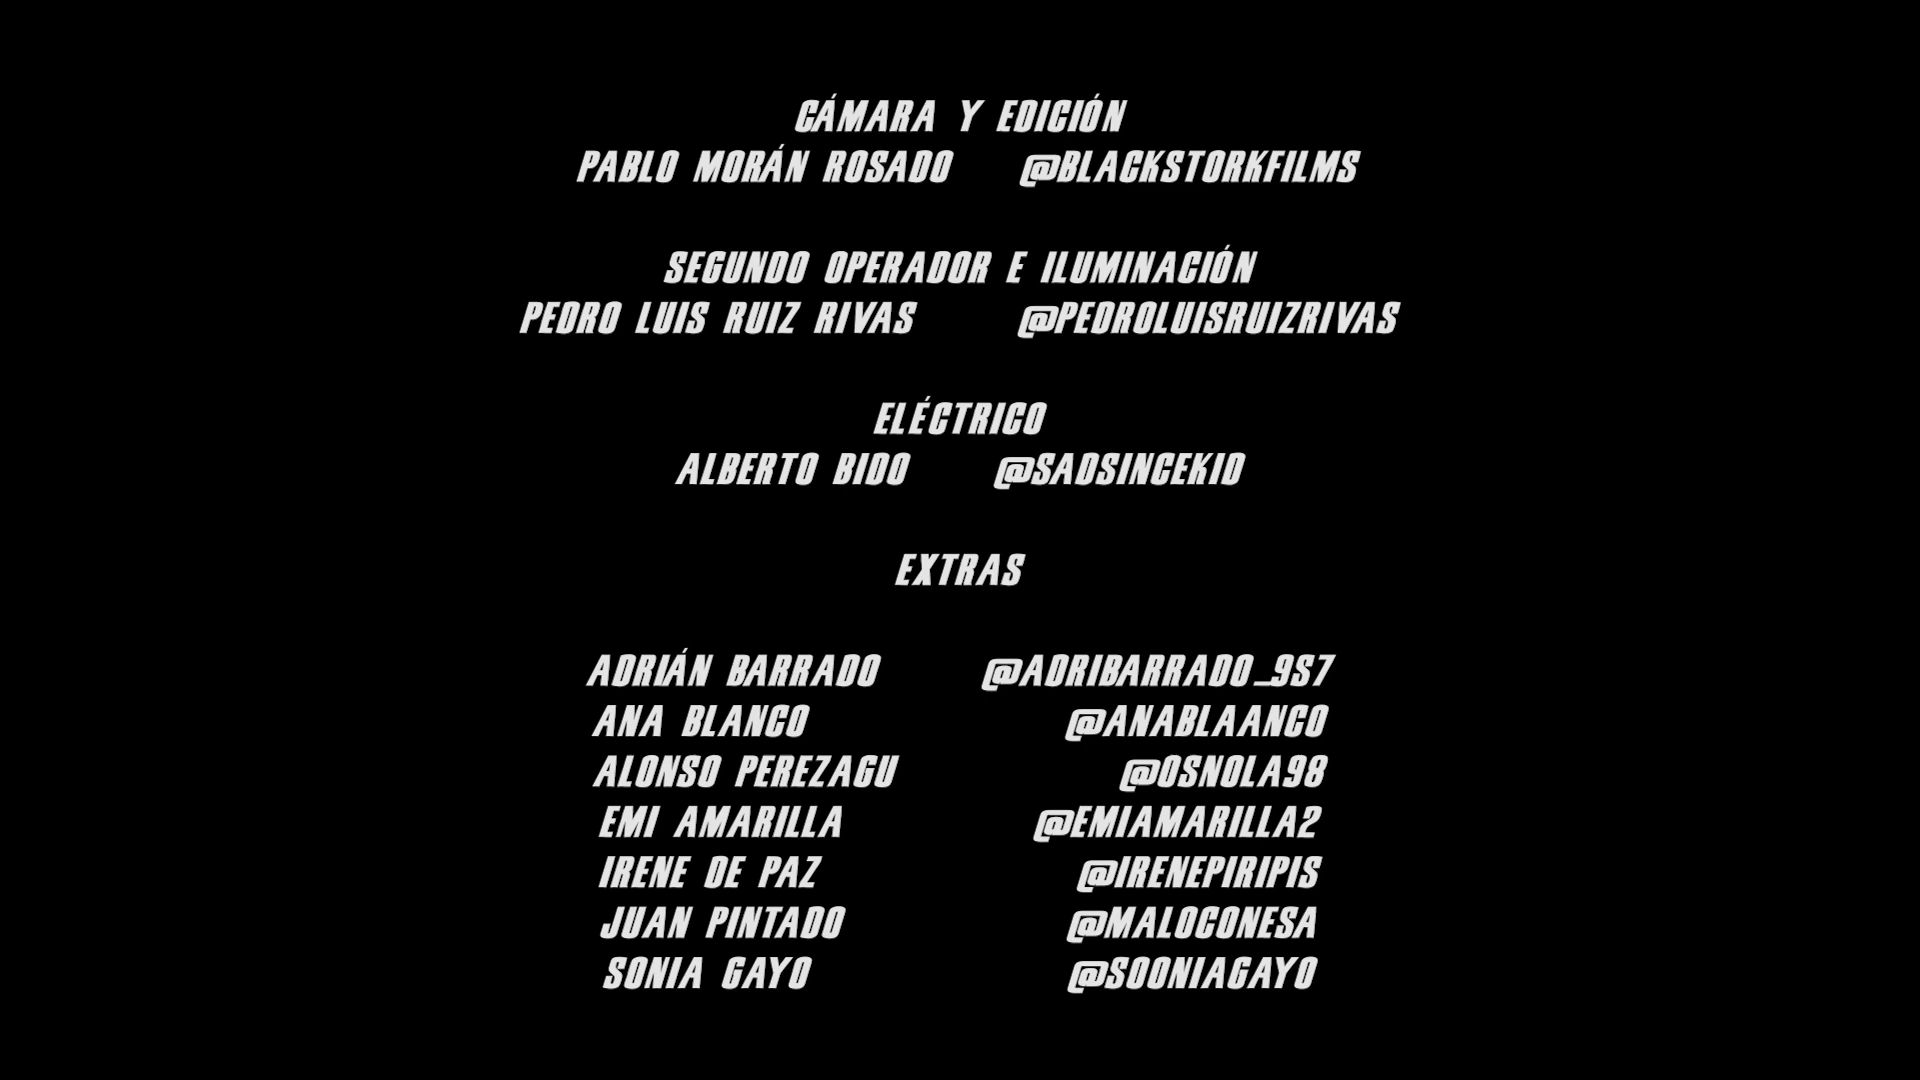 CÁMARA Y EDICIÓN
PABLO MORÁN ROSADO @BLACKSTORKFILMS
SEGUNDO OPERADOR E ILUMINACIÓN
PEDRO LUIS RUIZ RIVAS @PEDROLUISRUIZRIVAS
ELÉCTRICO
ALBERTO BIDO @SADSINCEKID
EXTRAS
ADRIÁN BARRADO @ADRIBARRADO_9S7
ANA BLANCO @ANABLAANCO
ALONSO PEREZAGU @OSNOLA98
EMI AMARILLA @EMIAMARILLA2
IRENE DE PAZ @IRENEPIRIPIS
JUAN PINTADO @MALOCONESA
SONIA GAYO @SOONIAGAYO